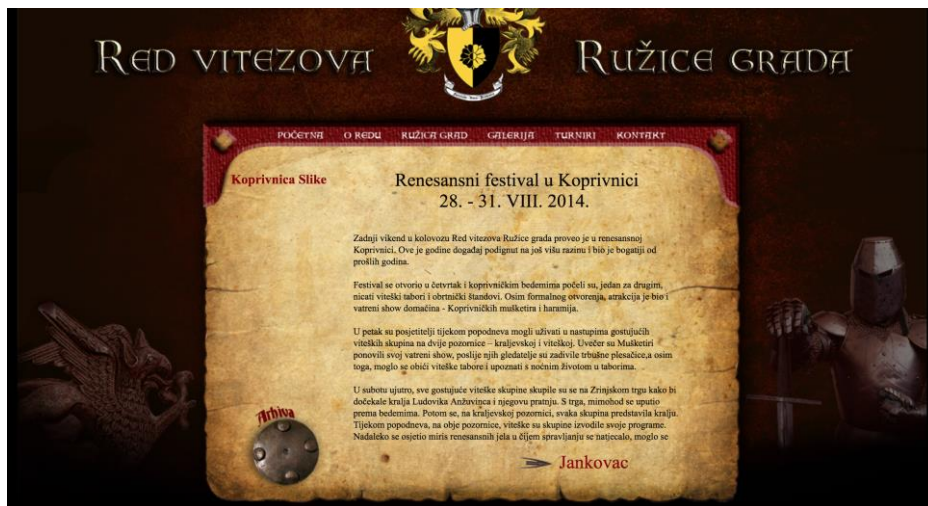 RED VITEZOVA
RUŽICE GRADA
POČETNA O REDU RUŽICA GRAD GALERIJA TURNIRI KONTAKT
Koprivnica Slike
Renesansni festival u Koprivnici
28. - 31. VIII. 2014.
Zadnji vikend u kolovozu Red vitezova Ružice grada proveo je u renesansnoj
Koprivnici. Ove je godine događaj podignut na još višu razinu i bio je bogatiji od
prošlih godina.
Festival se otvorio u četvrtak i koprivničkim bedemima počeli su, jedan za drugim,
nicati viteški tabori i obrtnički štandovi. Osim formalnog otvorenja, atrakcija je bio i
vatreni show domaćina - Koprivničkih mušketira i haramija.
U petak su posjetitelji tijekom popodneva mogli uživati u nastupima gostujućih
viteških skupina na dvije pozornice – kraljevskoj i viteškoj. Uvečer su Mušketiri
ponovili svoj vatreni show, poslije njih gledatelje su zadivile trbušne plesačice,a osim
toga, moglo se obići viteške tabore i upoznati s noćnim životom u taborima.
U subotu ujutro, sve gostujuće viteške skupine skupile su se na Zrinjskom trgu kako bi
dočekale kralja Ludovika Anžuvinca i njegovu pratnju. S trga, mimohod se uputio
prema bedemima. Potom se, na kraljevskoj pozornici, svaka skupina predstavila kralju.
Tijekom popodneva, na obje pozornice, viteške su skupine izvodile svoje programe.
Nadaleko se osjetio miris renesansnih jela u čijem spravljanju se natjecalo, moglo se
Arhiva
Jankovac